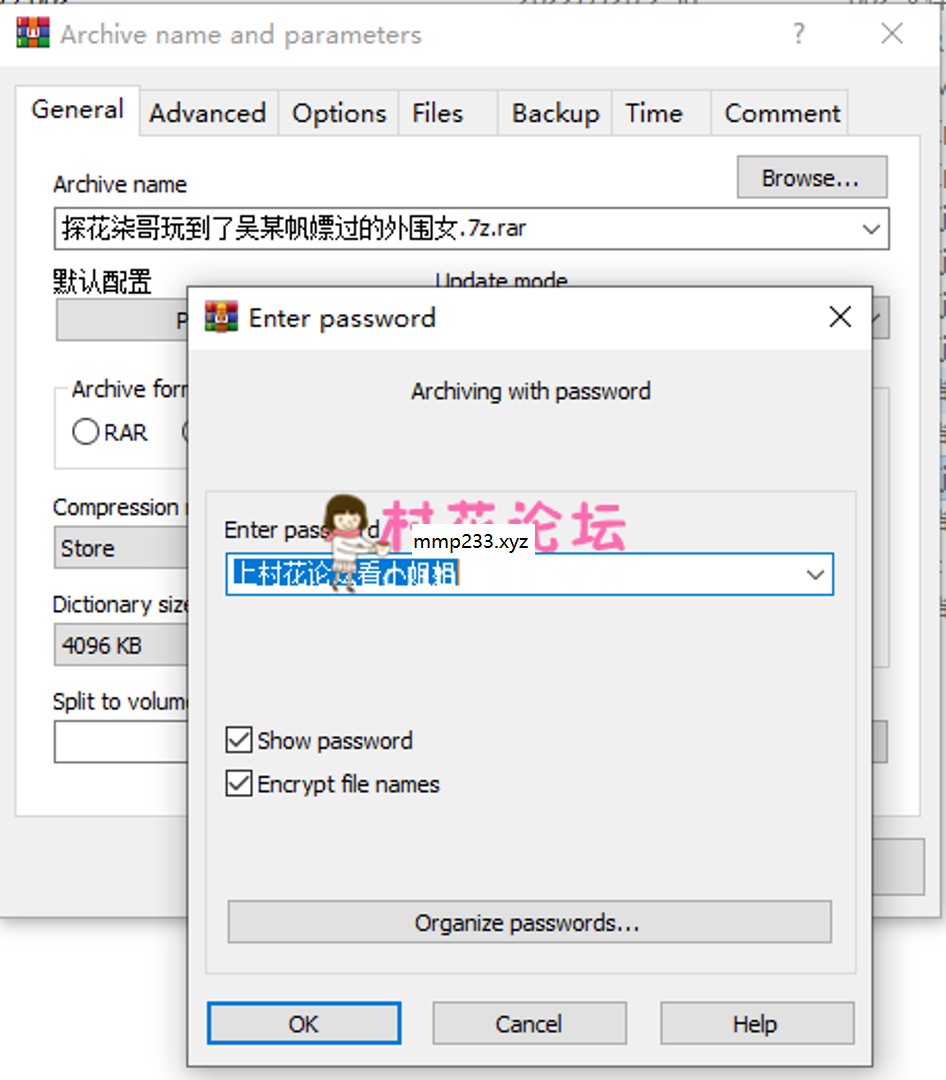 Archive name and parameters
General Advanced Options Files Backup Time Comment
Archive name
Browse...
探花柒哥玩到了吴某帆嫖过的外围女.7z.rar
默认配置
Update mode
P
Enter password
Archiving with password
Archive for
RAR
Compression
Store
Dictionary size
4096 KB
Split to volum
村花论坛
Enter password
mmp233.xyz
上村花论坛看小姐姐
Show password
Encrypt file names
Organize passwords...
OK Cancel Help